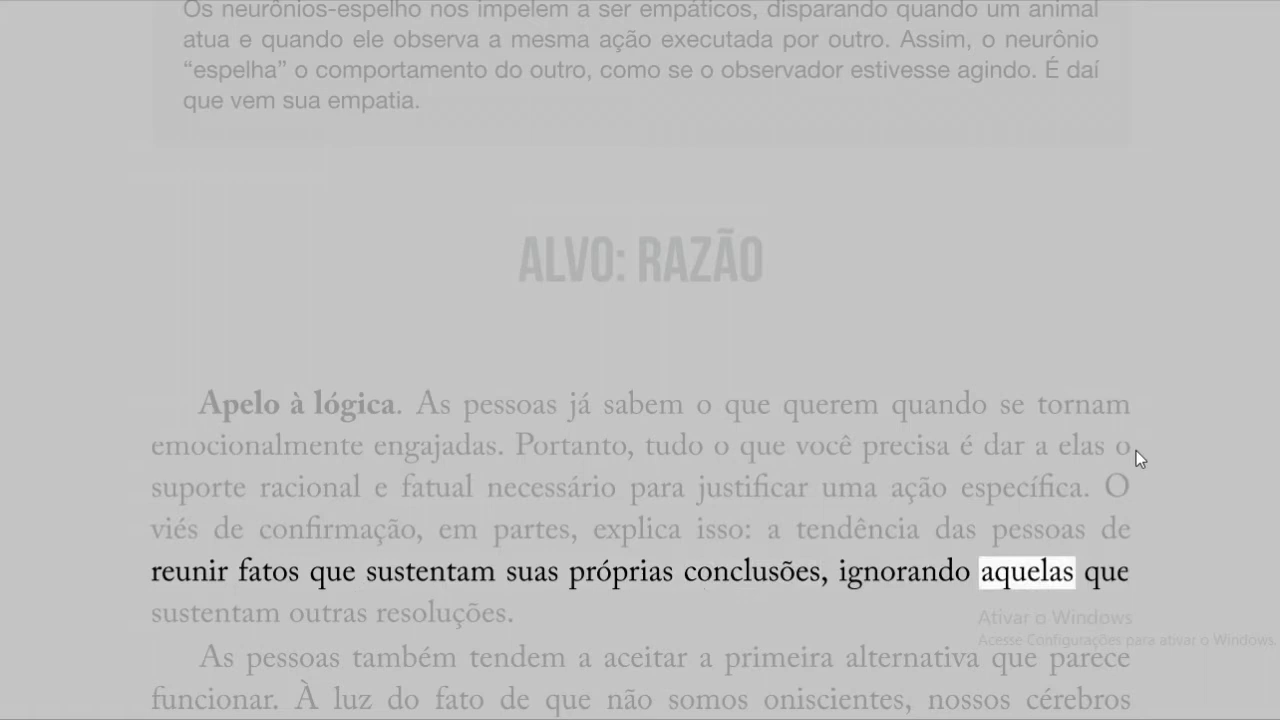 Os neurônios-espelho nos impelem a ser empáticos, disparando quando um animal
atua e quando ele observa a mesma ação executada por outro. Assim, o neurônio
“espelha” o comportamento do outro, como se o observador estivesse agindo. É daí
que vem sua empatia.
ALVO: RAZÃO
Apelo à lógica. As pessoas já sabem o que querem quando se tornam
emocionalmente engajadas. Portanto, tudo o que você precisa é dar a elas o
suporte racional e fatual necessário para justificar uma ação específica. O
viés de confirmação, em partes, explica isso: a tendência das pessoas de
reunir fatos que sustentam suas próprias conclusões, ignorando aquelas que
sustentam outras resoluções.
Ativar o Windows
Acesse Configurações para ativar o Windows.
As pessoas também tendem a aceitar a primeira alternativa que parece
funcionar. À luz do fato de que não somos oniscientes, nossos cérebros